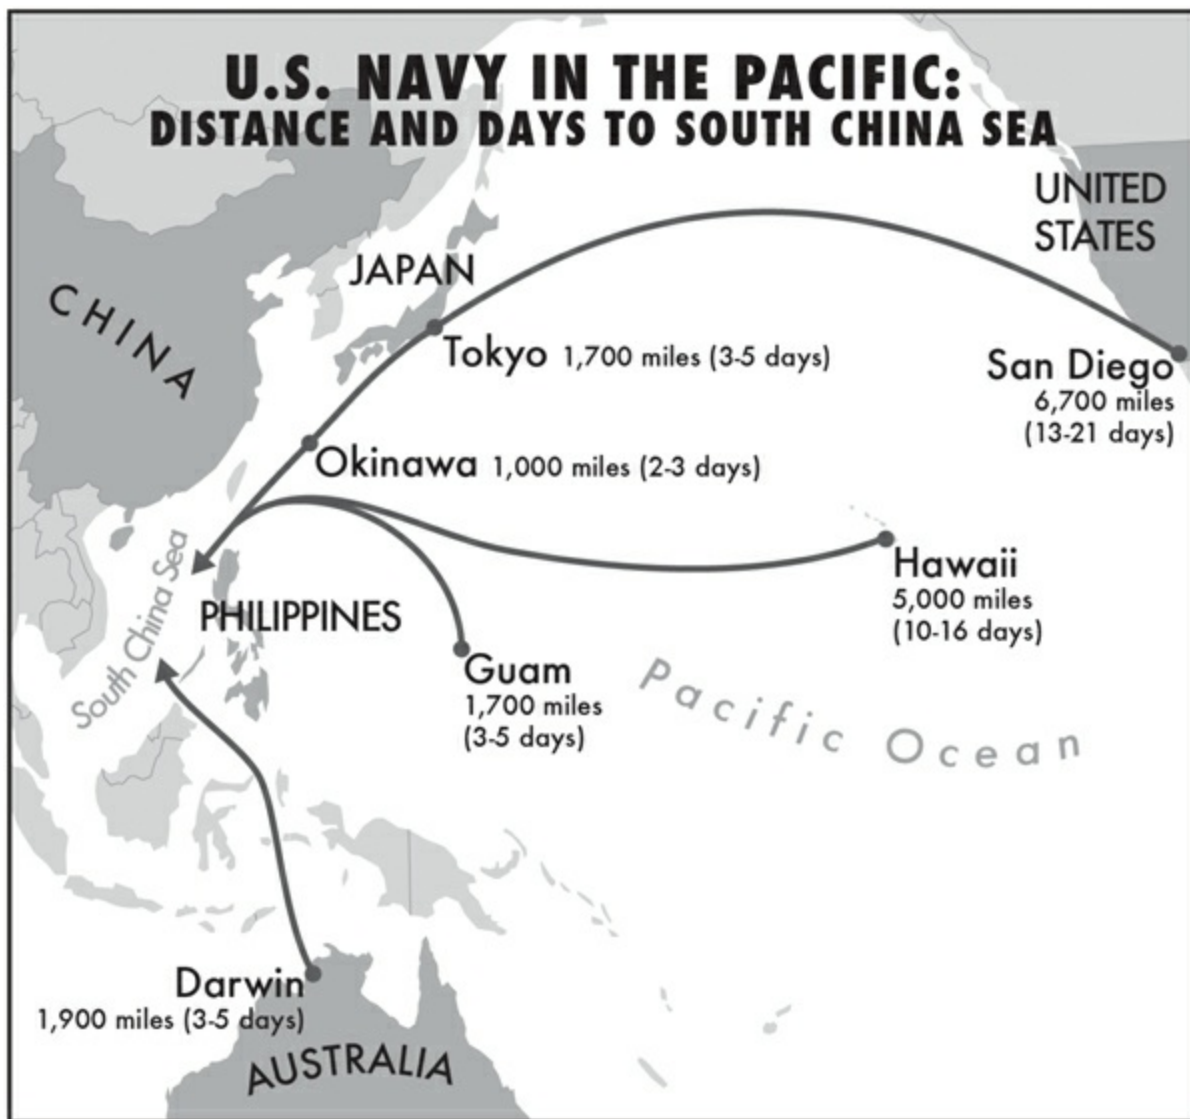 U.S. NAVY IN THE PACIFIC:
DISTANCE AND DAYS TO SOUTH CHINA SEA
UNITED
STATES
JAPAN
CHINA
Tokyo 1,700 miles (3-5 days)
San Diego
6,700 miles
(13-21 days)
Okinawa 1,000 miles (2-3 days)
South China Sea
Hawaii
5,000 miles
(10-16 days)
PHILIPPINES
Guam
1,700 miles
(3-5 days)
Pacific Ocean
Darwin
1,900 miles (3-5 days)
AUSTRALIA